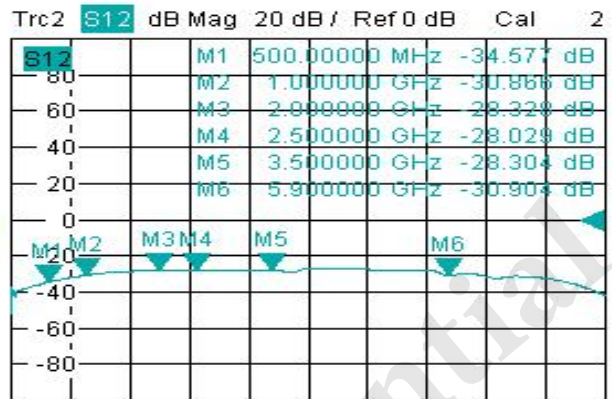 Trc2 S12 dB Mag 20 dB / Ref 0 dB Cal 2
S12
M1 500.00000 MHz -34.577 dB
80
M2 1.000000 GHz -30.866 dB
60
M3 2.000000 GHz -28.329 dB
M4 2.500000 GHz -28.029 dB
40
M5 3.500000 GHz -28.304 dB
20
M6 5.900000 GHz -30.904 dB
0
M1 M2 M3 M4 M5 M6
-20
-40
-60
-80
ential